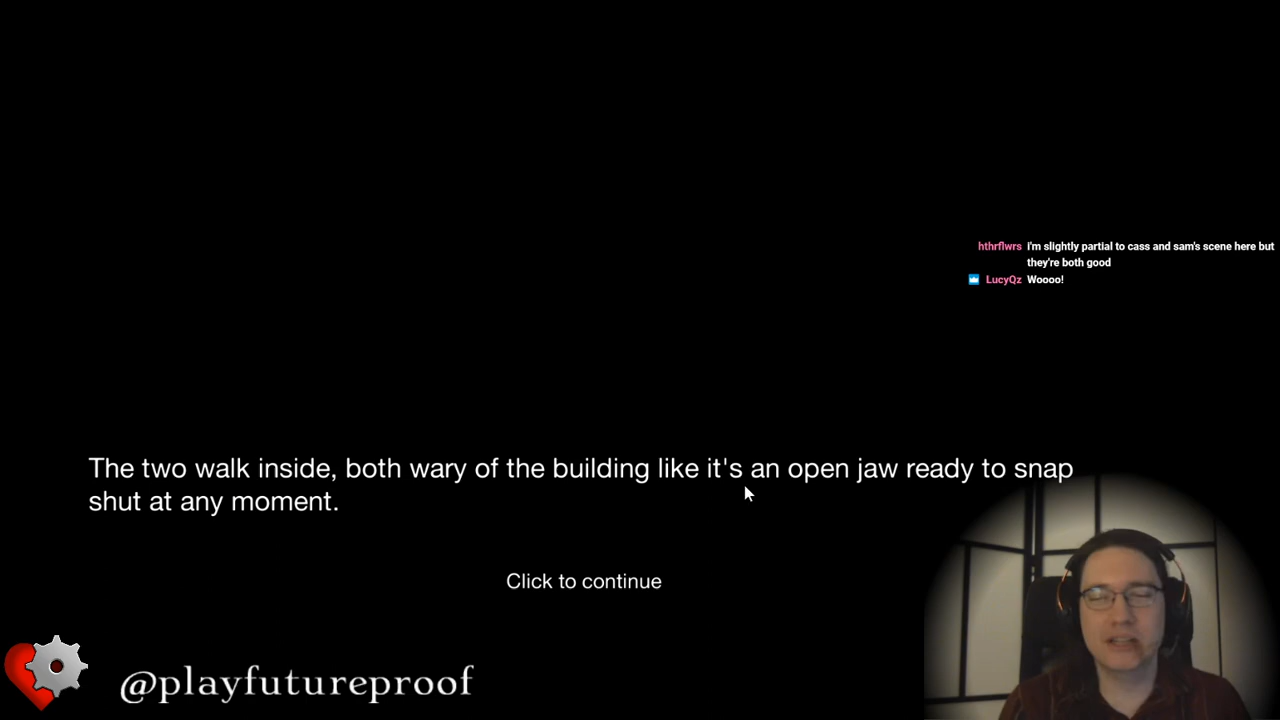 hthrflwrs I'm slightly partial to cass and sam's scene here but
they're both good
LucyQz Woooo!
The two walk inside, both wary of the building like it's an open jaw ready to snap
shut at any moment.
Click to continue
@playfutureproof